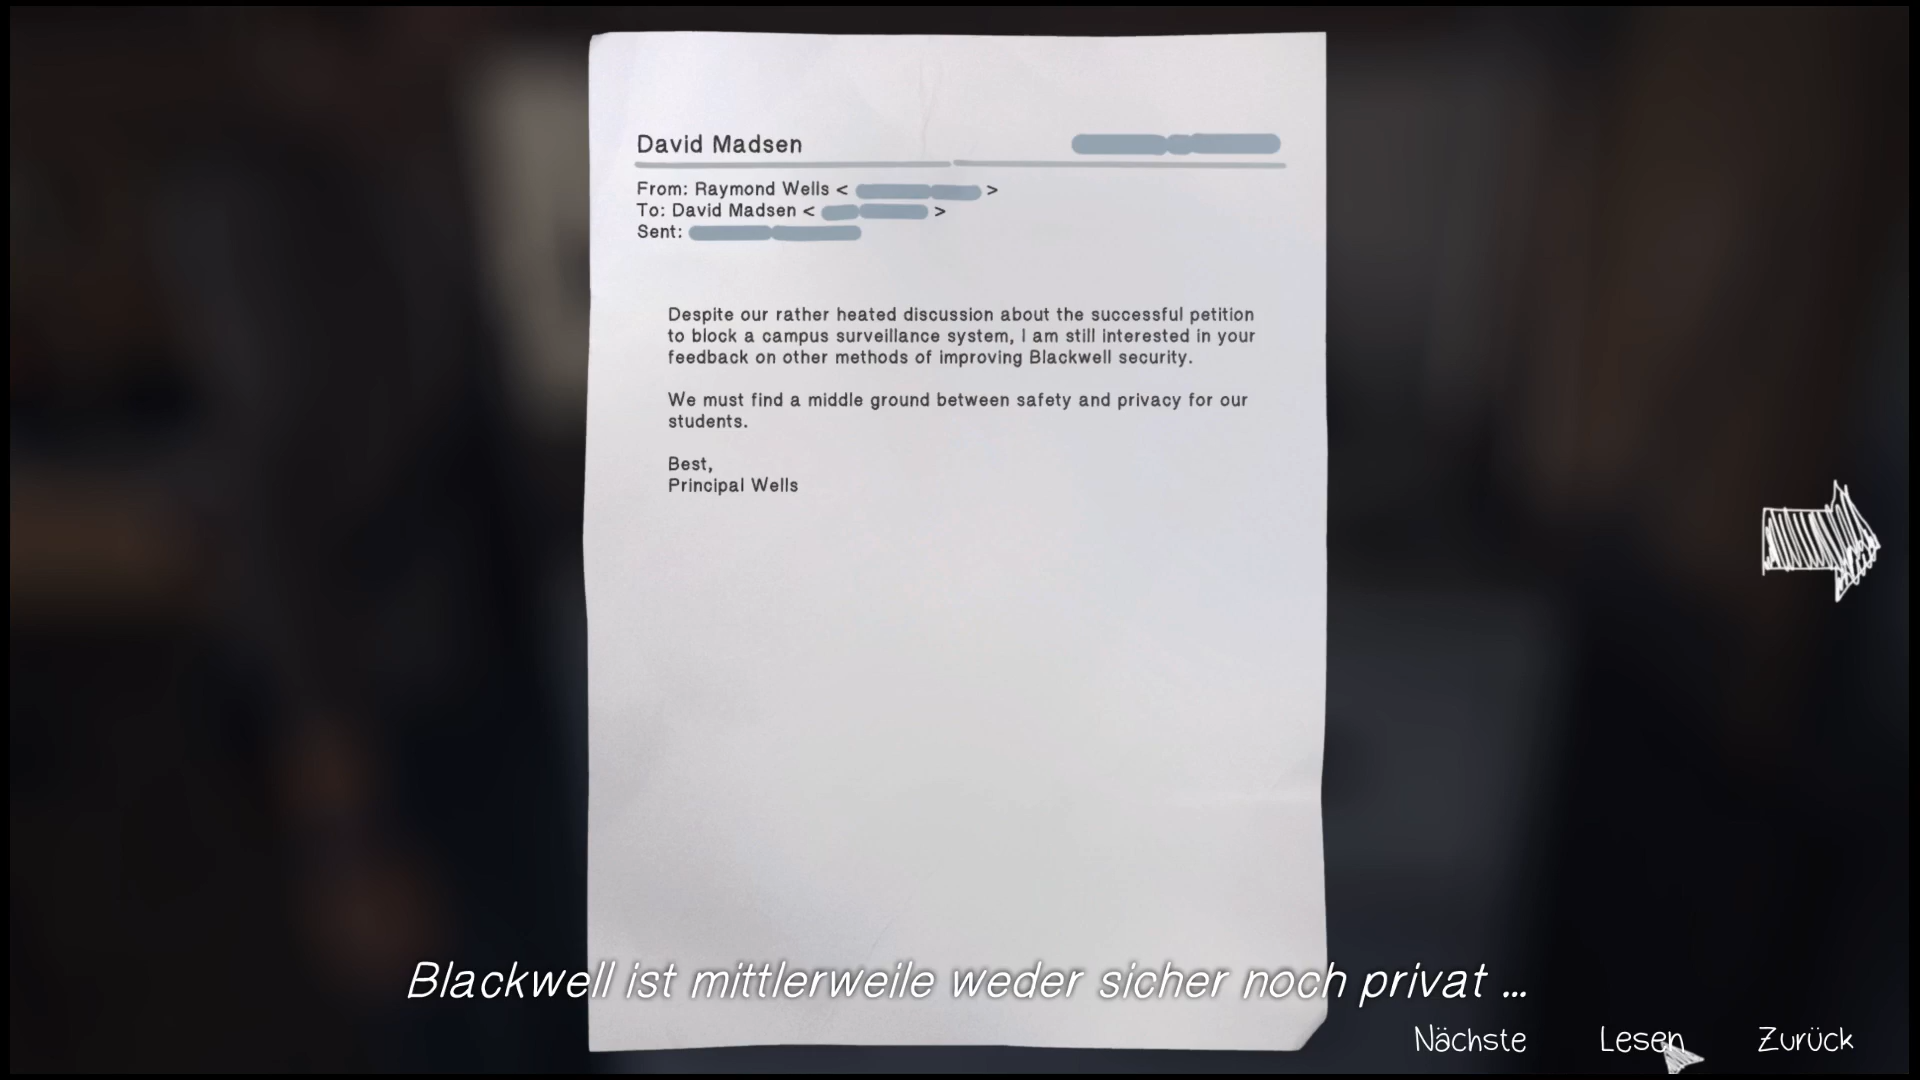 David Madsen
From: Raymond Wells < >
To: David Madsen < >
Sent:
Despite our rather heated discussion about the successful petition
to block a campus surveillance system, I am still interested in your
feedback on other methods of improving Blackwell security.
We must find a middle ground between safety and privacy for our
students.
Best,
Principal Wells
Blackwell ist mittlerweile weder sicher noch privat ...
Nächste Lesen Zurück